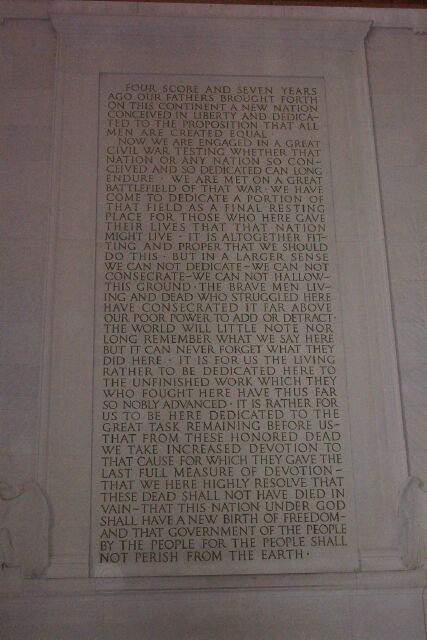 FOUR SCORE AND SEVEN YEARS
AGO OUR FATHERS BROUGHT FORTH
ON THIS CONTINENT A NEW NATION
CONCEIVED IN LIBERTY AND DEDICA-
TED TO THE PROPOSITION THAT ALL
MEN ARE CREATED EQUAL ·
NOW WE ARE ENGAGED IN A GREAT
CIVIL WAR TESTING WHETHER THAT
NATION OR ANY NATION SO CON-
CEIVED AND SO DEDICATED CAN LONG
ENDURE · WE ARE MET ON A GREAT
BATTLEFIELD OF THAT WAR · WE HAVE
COME TO DEDICATE A PORTION OF
THAT FIELD AS A FINAL RESTING
PLACE FOR THOSE WHO HERE GAVE
THEIR LIVES THAT THAT NATION
MIGHT LIVE · IT IS ALTOGETHER FIT-
TING AND PROPER THAT WE SHOULD
DO THIS · BUT IN A LARGER SENSE
WE CAN NOT DEDICATE–WE CAN NOT
CONSECRATE–WE CAN NOT HALLOW–
THIS GROUND · THE BRAVE MEN LIV-
ING AND DEAD WHO STRUGGLED HERE
HAVE CONSECRATED IT FAR ABOVE
OUR POOR POWER TO ADD OR DETRACT ·
THE WORLD WILL LITTLE NOTE NOR
LONG REMEMBER WHAT WE SAY HERE
BUT IT CAN NEVER FORGET WHAT THEY
DID HERE · IT IS FOR US THE LIVING
RATHER TO BE DEDICATED HERE TO
THE UNFINISHED WORK WHICH THEY
WHO FOUGHT HERE HAVE THUS FAR
SO NOBLY ADVANCED · IT IS RATHER FOR
US TO BE HERE DEDICATED TO THE
GREAT TASK REMAINING BEFORE US–
THAT FROM THESE HONORED DEAD
WE TAKE INCREASED DEVOTION TO
THAT CAUSE FOR WHICH THEY GAVE THE
LAST FULL MEASURE OF DEVOTION–
THAT WE HERE HIGHLY RESOLVE THAT
THESE DEAD SHALL NOT HAVE DIED IN
VAIN–THAT THIS NATION UNDER GOD
SHALL HAVE A NEW BIRTH OF FREEDOM–
AND THAT GOVERNMENT OF THE PEOPLE
BY THE PEOPLE FOR THE PEOPLE SHALL
NOT PERISH FROM THE EARTH ·